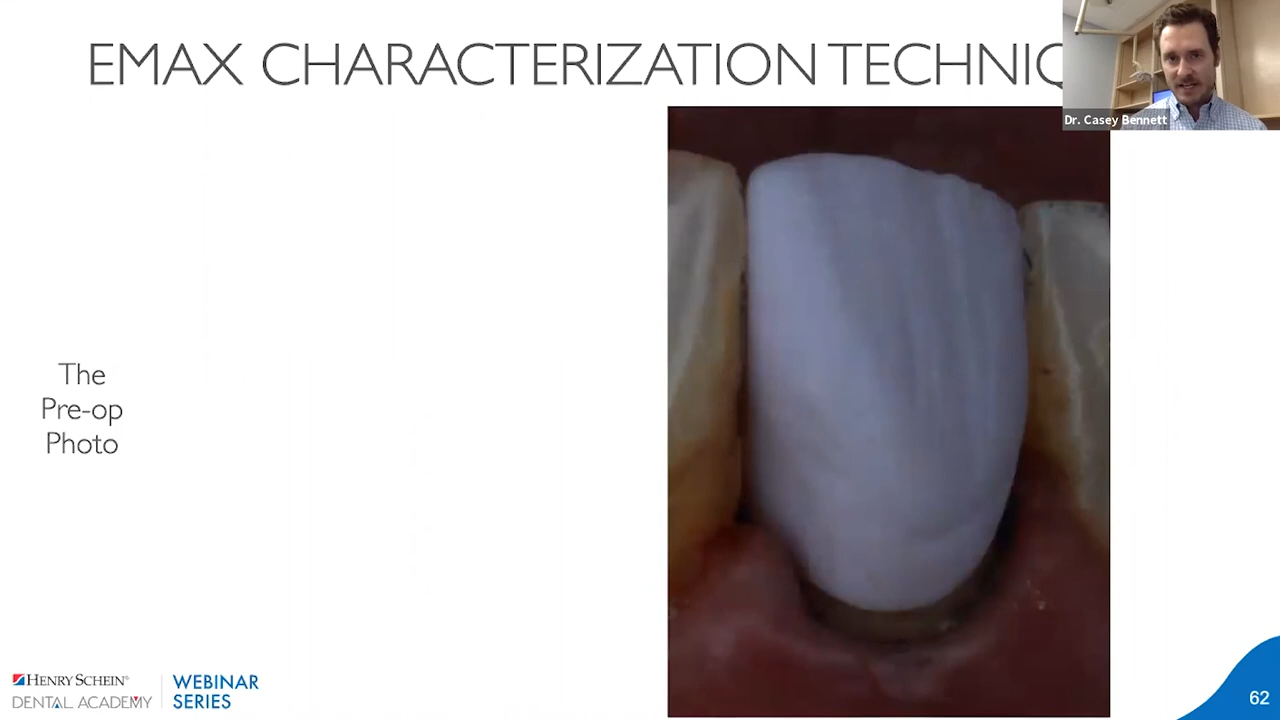 EMAX CHARACTERIZATION TECHNIQ
Dr. Casey Bennett
The
Pre-op
Photo
HENRY SCHEIN®
DENTAL ACADEMY
WEBINAR
SERIES
62